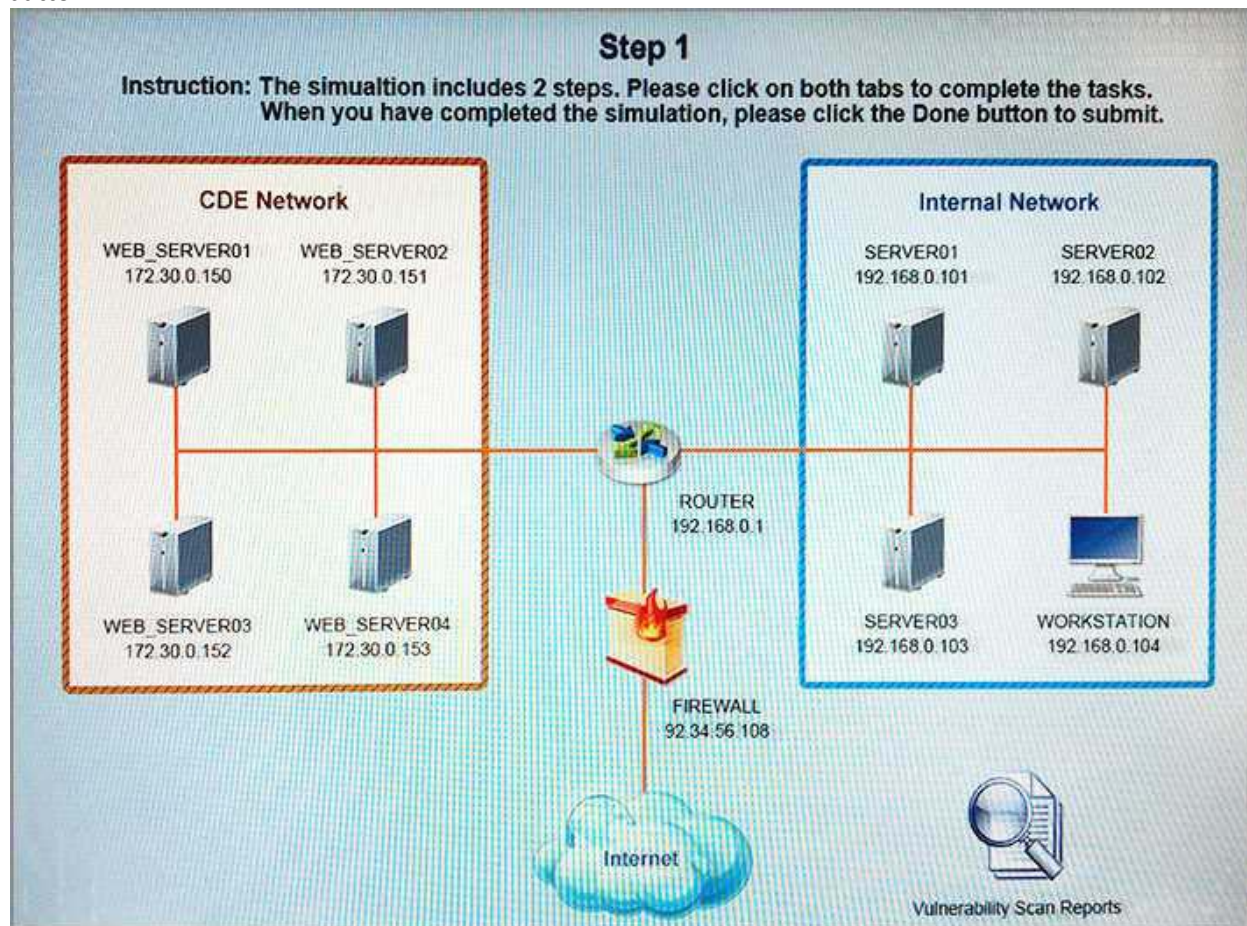 Step 1
Instruction: The simualtion includes 2 steps. Please click on both tabs to complete the tasks.
When you have completed the simulation, please click the Done button to submit.
CDE Network
WEB_SERVER01
172.30.0.150
WEB_SERVER02
172.30.0.151
WEB_SERVER03
172.30.0.152
WEB_SERVER04
172.30.0.153
ROUTER
192.168.0.1
FIREWALL
92.34.56.108
Internet
Internal Network
SERVER01
192.168.0.101
SERVER02
192.168.0.102
SERVER03
192.168.0.103
WORKSTATION
192.168.0.104
Vulnerability Scan Reports